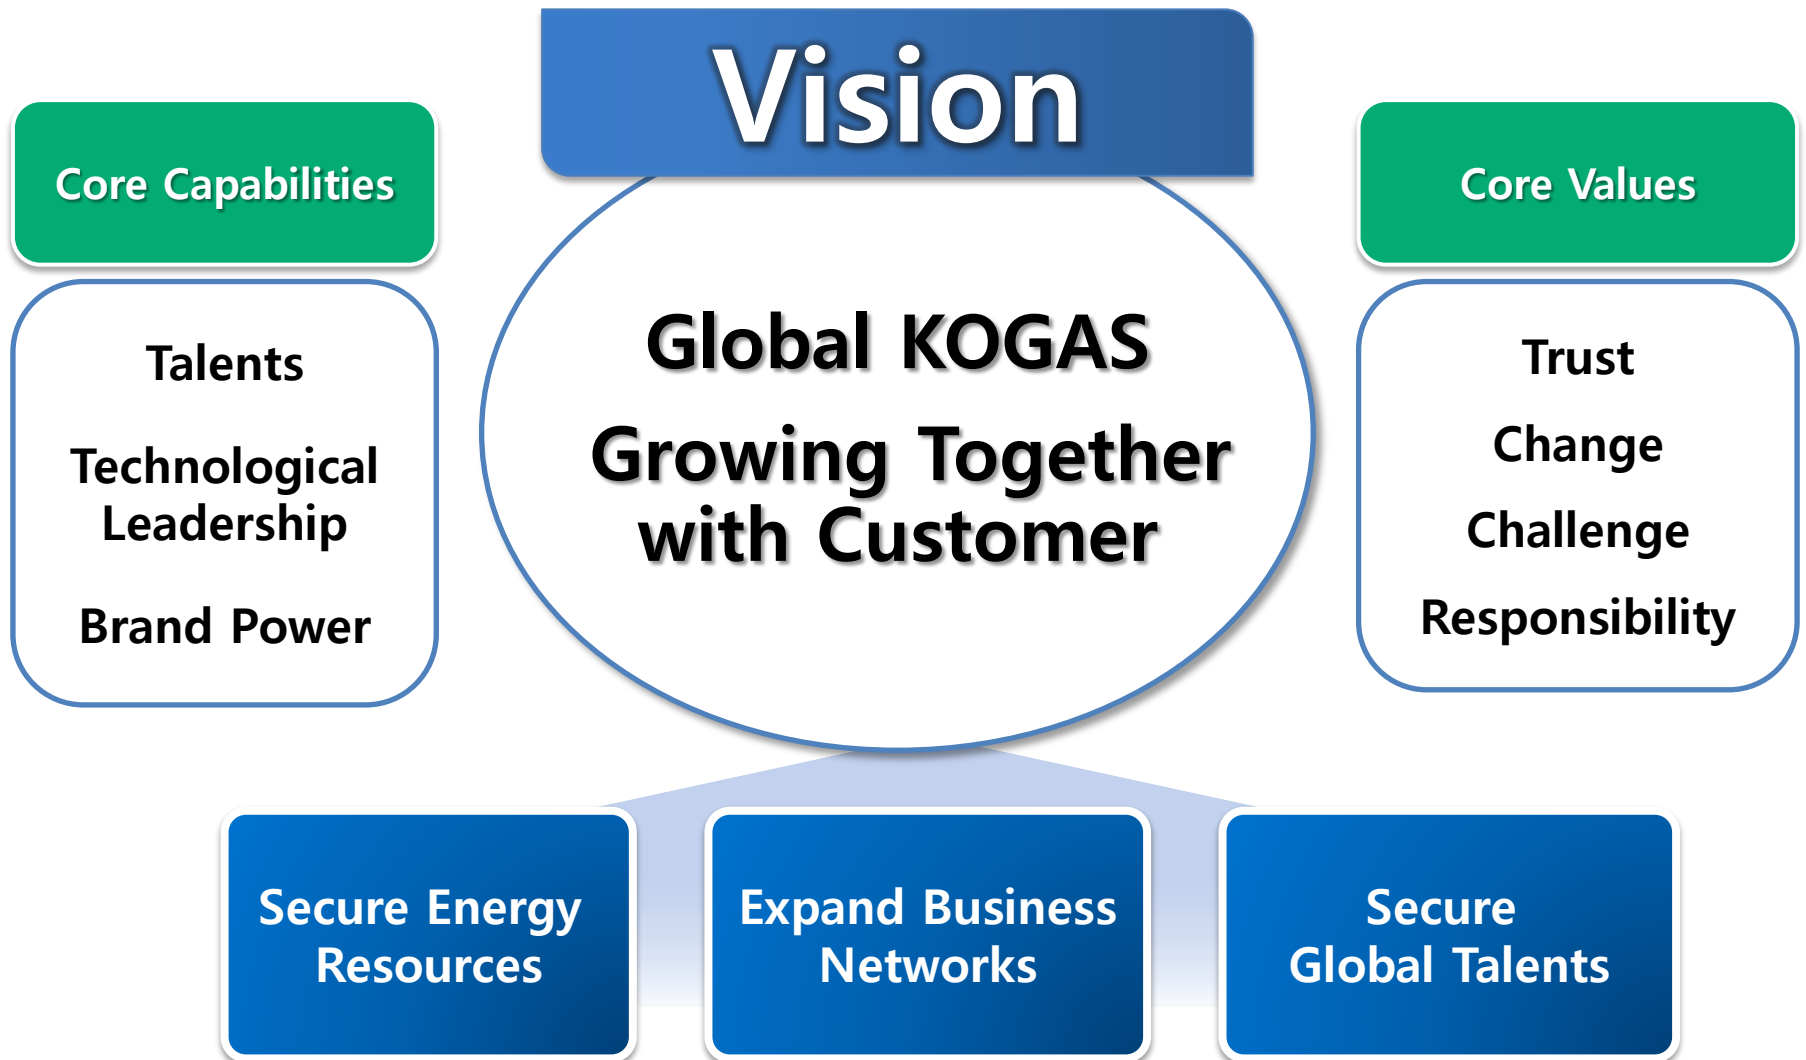 Vision
Core Capabilities
Talents
Technological
Leadership
Brand Power
Global KOGAS
Growing Together
with Customer
Core Values
Trust
Change
Challenge
Responsibility
Secure Energy
Resources
Expand Business
Networks
Secure
Global Talents